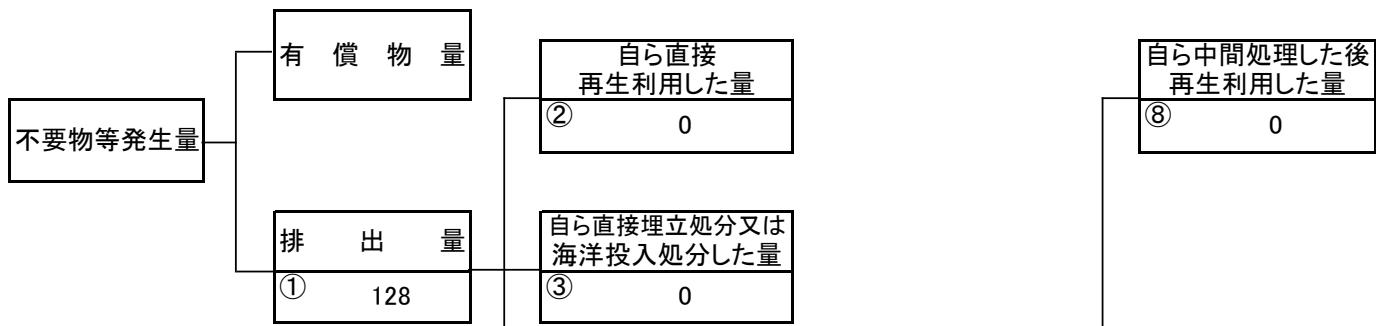 不要物等発生量
有償物量
排出量
① 128
自ら直接
再生利用した量
② 0
自ら直接埋立処分又は
海洋投入処分した量
③ 0
自ら中間処理した後
再生利用した量
⑧ 0